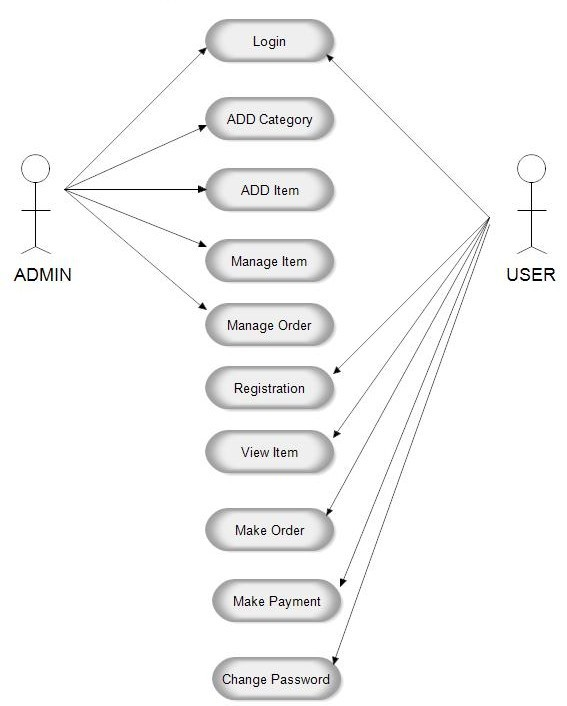 Login
ADD Category
ADD Item
Manage Item
ADMIN
USER
Manage Order
Registration
View Item
Make Order
Make Payment
Change Password